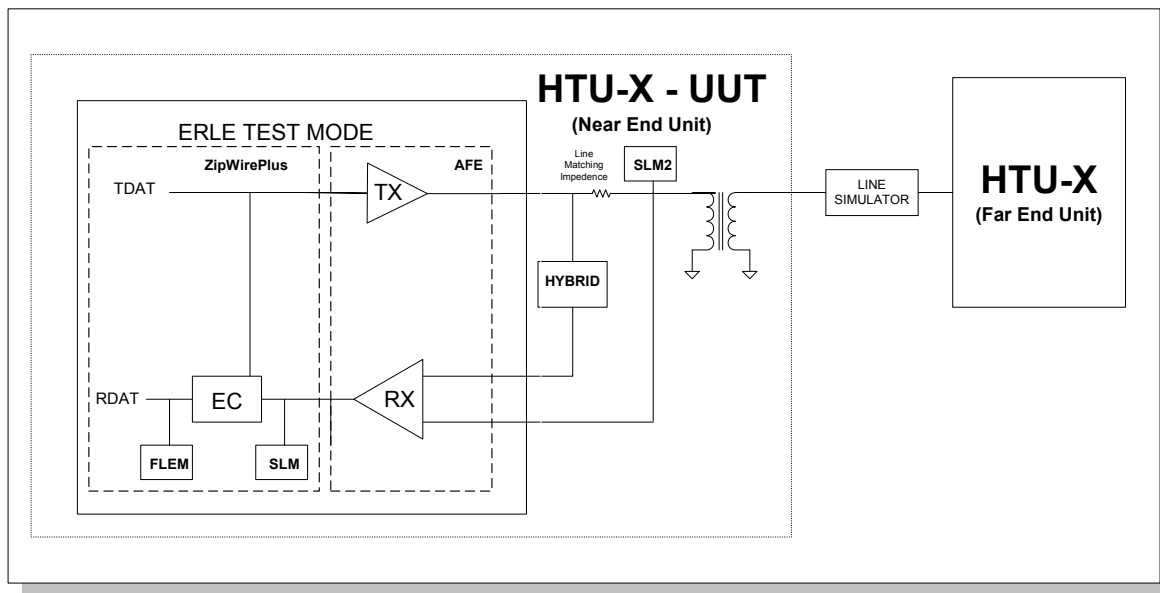 HTU-X - UUT
(Near End Unit)
ERLE TEST MODE
ZipWirePlus
AFE
TDAT
TX
Line
Matching
Impedence
SLM2
LINE
SIMULATOR
HTU-X
(Far End Unit)
HYBRID
RDAT
EC
RX
FLEM
SLM